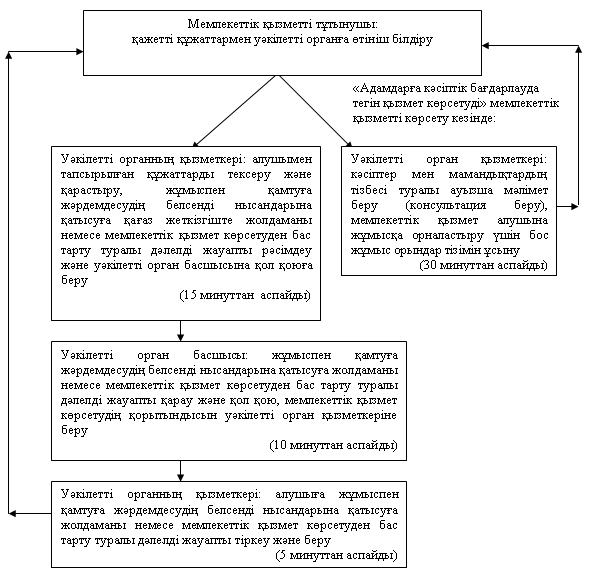 Мемлекеттік қызметті тұтынушы:
қажетті құжаттармен уәкілетті органға өтініш білдіру
«Адамдарға кәсіптік бағдарлауда
тегін қызмет көрсетуді» мемлекеттік
қызметті көрсету кезінде:
Уәкілетті органның қызметкері: алушымен
тапсырылған құжаттарды тексеру және
қарастыру, жұмыспен қамтуға
жәрдемдесудің белсенді нысандарына
қатысуға қағаз жеткізгіште жолдаманы
немесе мемлекеттік қызмет көрсетуден бас
тарту туралы дәлелді жауапты рәсімдеу
және уәкілетті орган басшысына қол қоюға
беру
(15 минуттан аспайды)
Уәкілетті орган қызметкері:
кәсіптер мен мамандықтардың
тізбесі туралы ауызша мәлімет
беру (консультация беру),
мемлекеттік қызмет алушына
жұмысқа орналастыру үшін бос
жұмыс орындар тізімін ұсыну
(30 минуттан аспайды)
Уәкілетті орган басшысы: жұмыспен қамтуға
жәрдемдесудің белсенді нысандарына қатысуға жолдаманы
немесе мемлекеттік қызмет көрсетуден бас тарту туралы
дәлелді жауапты қарау және қол қою, мемлекеттік қызмет
көрсетудің қорытындысын уәкілетті орган қызметкеріне
беру
(10 минуттан аспайды)
Уәкілетті органның қызметкері: алушыға жұмыспен
қамтуға жәрдемдесудің белсенді нысандарына қатысуға
жолдаманы немесе мемлекеттік қызмет көрсетуден бас
тарту туралы дәлелді жауапты тіркеу және беру
(5 минуттан аспайды)